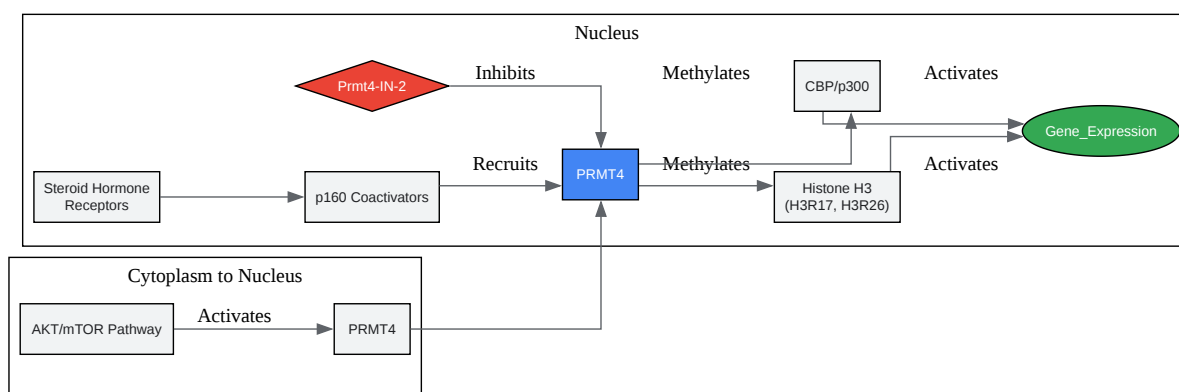 Nucleus
Prmt4-IN-2
Inhibits
Methylates
CBP/p300
Activates
Gene_Expression
Steroid Hormone
Receptors
p160 Coactivators
Recruits
PRMT4
Methylates
Histone H3
(H3R17, H3R26)
Activates
Cytoplasm to Nucleus
AKT/mTOR Pathway
Activates
PRMT4